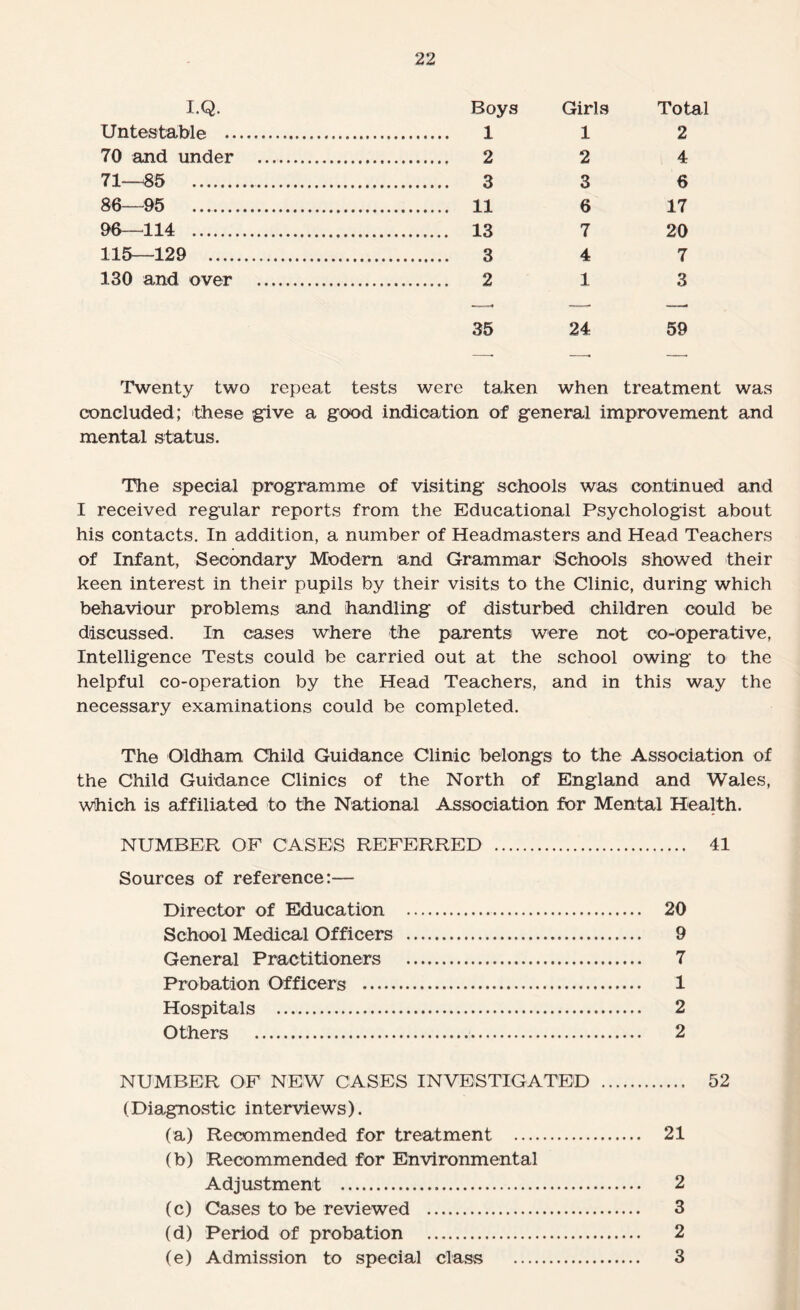 22
I.Q. Boys Girls Total
Untestable .................................... 1 1 2
70 and under .............................. 2 2 4
71—85 ........................................ 3 3 6
86—95 ........................................ 11 6 17
96—114 ........................................ 13 7 20
115—129 ..................................... 3 4 7
130 and over .............................. 2 1 3
35 24 59
Twenty two repeat tests were taken when treatment was
concluded; these give a good indication of general improvement and
mental status.
The special programme of visiting schools was continued and
I received regular reports from the Educational Psychologist about
his contacts. In addition, a number of Headmasters and Head Teachers
of Infant, Secondary Modern and Grammar Schools showed their
keen interest in their pupils by their visits to the Clinic, during which
behaviour problems and handling of disturbed children could be
discussed. In cases where the parents were not co-operative,
Intelligence Tests could be carried out at the school owing to the
helpful co-operation by the Head Teachers, and in this way the
necessary examinations could be completed.
The Oldham Child Guidance Clinic belongs to the Association of
the Child Guidance Clinics of the North of England and Wales,
which is affiliated to the National Association for Mental Health.
NUMBER OF CASES REFERRED .............................. 41
Sources of reference:—
Director of Education ..................................... 20
School Medical Officers ..................................... 9
General Practitioners ..................................... 7
Probation Officers ............................................ 1
Hospitals ......................................................... 2
Others ............................................................ 2
NUMBER OF NEW CASES INVESTIGATED ............ 52
(Diagnostic interviews).
(a) Recommended for treatment .................... 21
(b) Recommended for Environmental
Adjustment ................................................ 2
(c) Cases to be reviewed .................................. 3
(d) Period of probation .................................. 2
(e) Admission to special class .................... 3